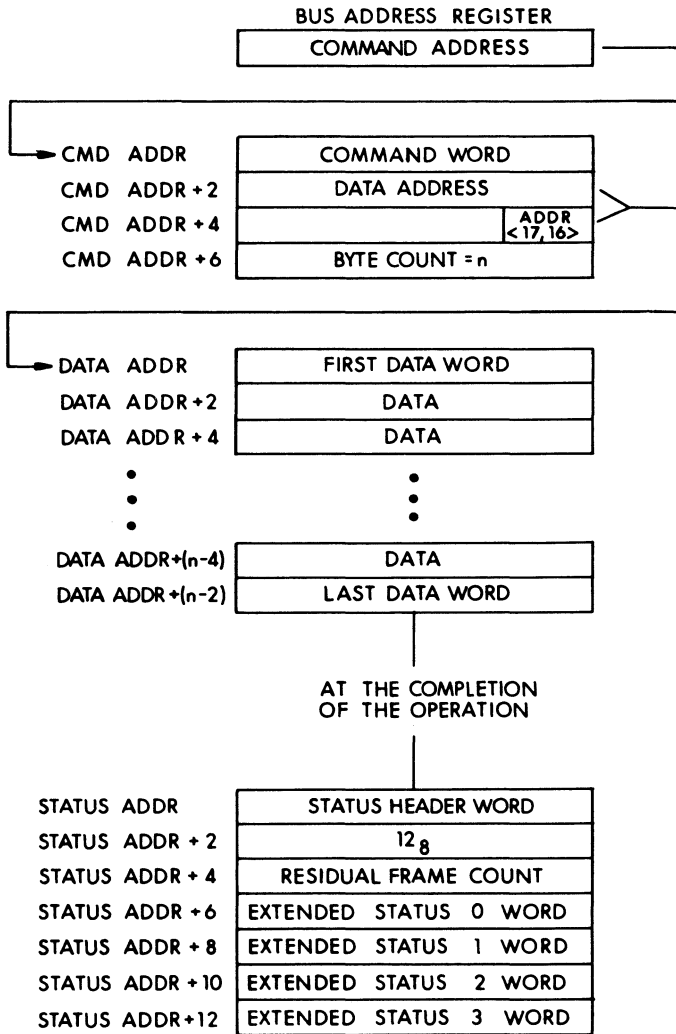 BUS ADDRESS REGISTER
COMMAND ADDRESS
CMD ADDR COMMAND WORD
CMD ADDR+2 DATA ADDRESS
CMD ADDR+4 ADDR
<17,16>
CMD ADDR+6 BYTE COUNT = n
DATA ADDR FIRST DATA WORD
DATA ADDR+2 DATA
DATA ADDR+4 DATA
DATA ADDR+(n-4) DATA
DATA ADDR+(n-2) LAST DATA WORD
AT THE COMPLETION
OF THE OPERATION
STATUS ADDR STATUS HEADER WORD
STATUS ADDR + 2 12₈
STATUS ADDR + 4 RESIDUAL FRAME COUNT
STATUS ADDR +6 EXTENDED STATUS 0 WORD
STATUS ADDR + 8 EXTENDED STATUS 1 WORD
STATUS ADDR +10 EXTENDED STATUS 2 WORD
STATUS ADDR+12 EXTENDED STATUS 3 WORD